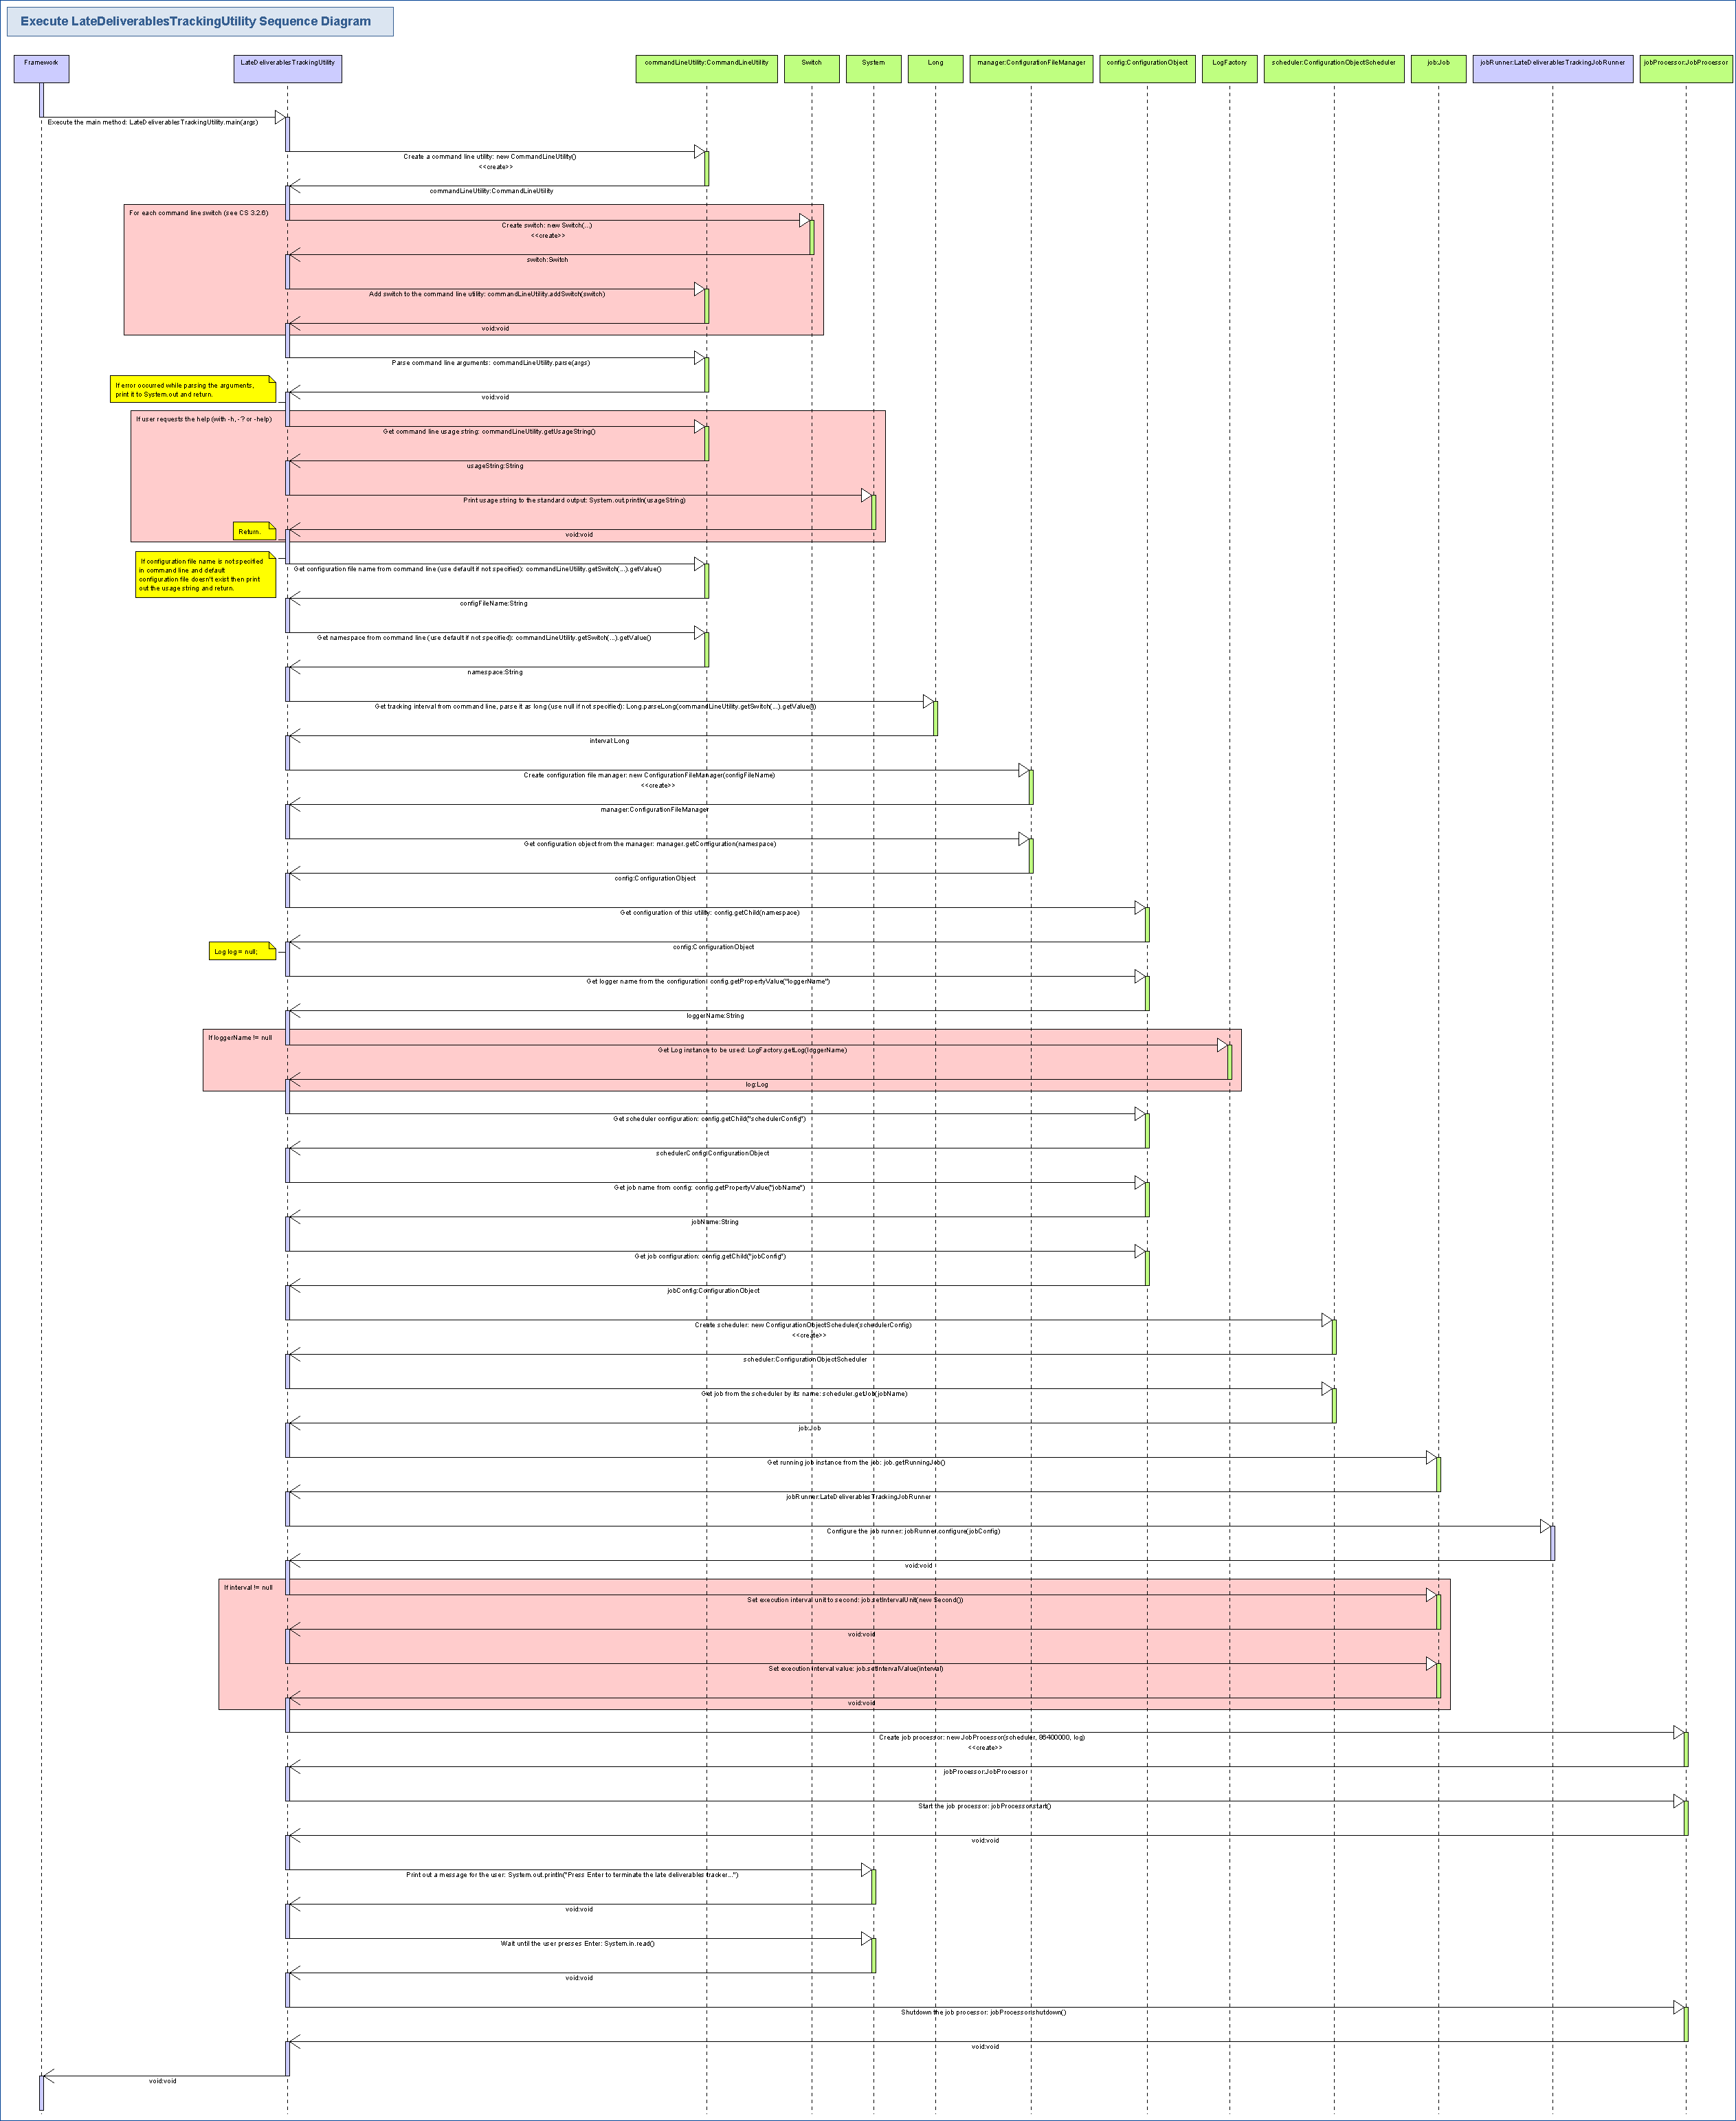 Execute LateDeliverablesTrackingUtility Sequence Diagram
Framework
LateDeliverablesTrackingUtility
commandLineUtility:CommandLineUtility
Switch
System
Long
manager:ConfigurationFileManager
config:ConfigurationObject
LogFactory
scheduler:ConfigurationObjectScheduler
job:Job
jobRunner:LateDeliverablesTrackingJobRunner
jobProcessor:JobProcessor
Execute the main method: LateDeliverablesTrackingUtility.main(args)
Create a command line utility: new CommandLineUtility()
<<create>>
commandLineUtility:CommandLineUtility
For each command line switch (see CS 3.2.6)
Create switch: new Switch(...)
<<create>>
switch:Switch
Add switch to the command line utility: commandLineUtility.addSwitch(switch)
void:void
Parse command line arguments: commandLineUtility.parse(args)
If error occurred while parsing the arguments,
print it to System.out and return.
void:void
If user requests the help (with -h, -? or -help)
Get command line usage string: commandLineUtility.getUsageString()
usageString:String
Print usage string to the standard output: System.out.println(usageString)
Return.
void:void
If configuration file name is not specified
in command line and default
configuration file doesn't exist then print
out the usage string and return.
Get configuration file name from command line (use default if not specified): commandLineUtility.getSwitch(...).getValue()
configFileName:String
Get namespace from command line (use default if not specified): commandLineUtility.getSwitch(...).getValue()
namespace:String
Get tracking interval from command line, parse it as long (use null if not specified): Long.parseLong(commandLineUtility.getSwitch(...).getValue())
interval:Long
Create configuration file manager: new ConfigurationFileManager(configFileName)
<<create>>
manager:ConfigurationFileManager
Get configuration object from the manager: manager.getConfiguration(namespace)
config:ConfigurationObject
Get configuration of this utility: config.getChild(namespace)
Log log = null;
config:ConfigurationObject
Get logger name from the configuration: config.getPropertyValue("loggerName")
loggerName:String
If loggerName != null
Get Log instance to be used: LogFactory.getLog(loggerName)
log:Log
Get scheduler configuration: config.getChild("schedulerConfig")
schedulerConfig:ConfigurationObject
Get job name from config: config.getPropertyValue("jobName")
jobName:String
Get job configuration: config.getChild("jobConfig")
jobConfig:ConfigurationObject
Create scheduler: new ConfigurationObjectScheduler(schedulerConfig)
<<create>>
scheduler:ConfigurationObjectScheduler
Get job from the scheduler by its name: scheduler.getJob(jobName)
job:Job
Get running job instance from the job: job.getRunningJob()
jobRunner:LateDeliverablesTrackingJobRunner
Configure the job runner: jobRunner.configure(jobConfig)
void:void
If interval != null
Set execution interval unit to second: job.setIntervalUnit(new Second())
void:void
Set execution interval value: job.setIntervalValue(interval)
void:void
Create job processor: new JobProcessor(scheduler, 86400000, log)
<<create>>
jobProcessor:JobProcessor
Start the job processor: jobProcessor.start()
void:void
Print out a message for the user: System.out.println("Press Enter to terminate the late deliverables tracker...")
void:void
Wait until the user presses Enter: System.in.read()
void:void
Shutdown the job processor: jobProcessor.shutdown()
void:void
void:void